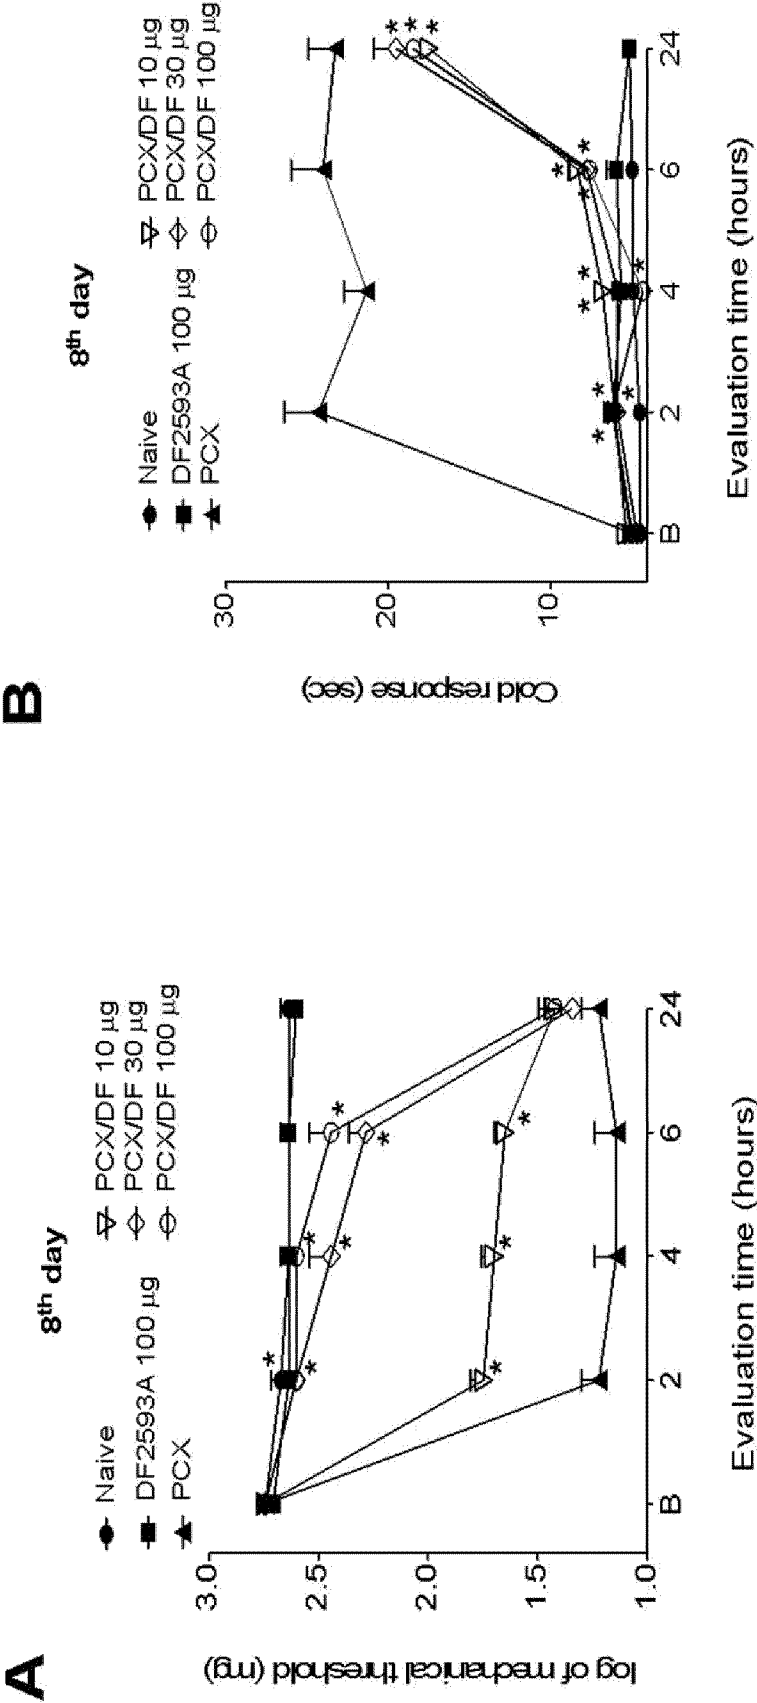 A
8th day
Naive
DF2593A 100 µg
PCX
PCX/DF 10 µg
PCX/DF 30 µg
PCX/DF 100 µg
log of mechanical threshold (mg)
3.0
2.5
2.0
1.5
1.0
* * * * * * * *
B 2 4 6 24
Evaluation time (hours)
B
8th day
Naive
DF2593A 100 µg
PCX
PCX/DF 10 µg
PCX/DF 30 µg
PCX/DF 100 µg
Cold response (sec)
30
20
10
* * * * * * * * * * * *
B 2 4 6 24
Evaluation time (hours)